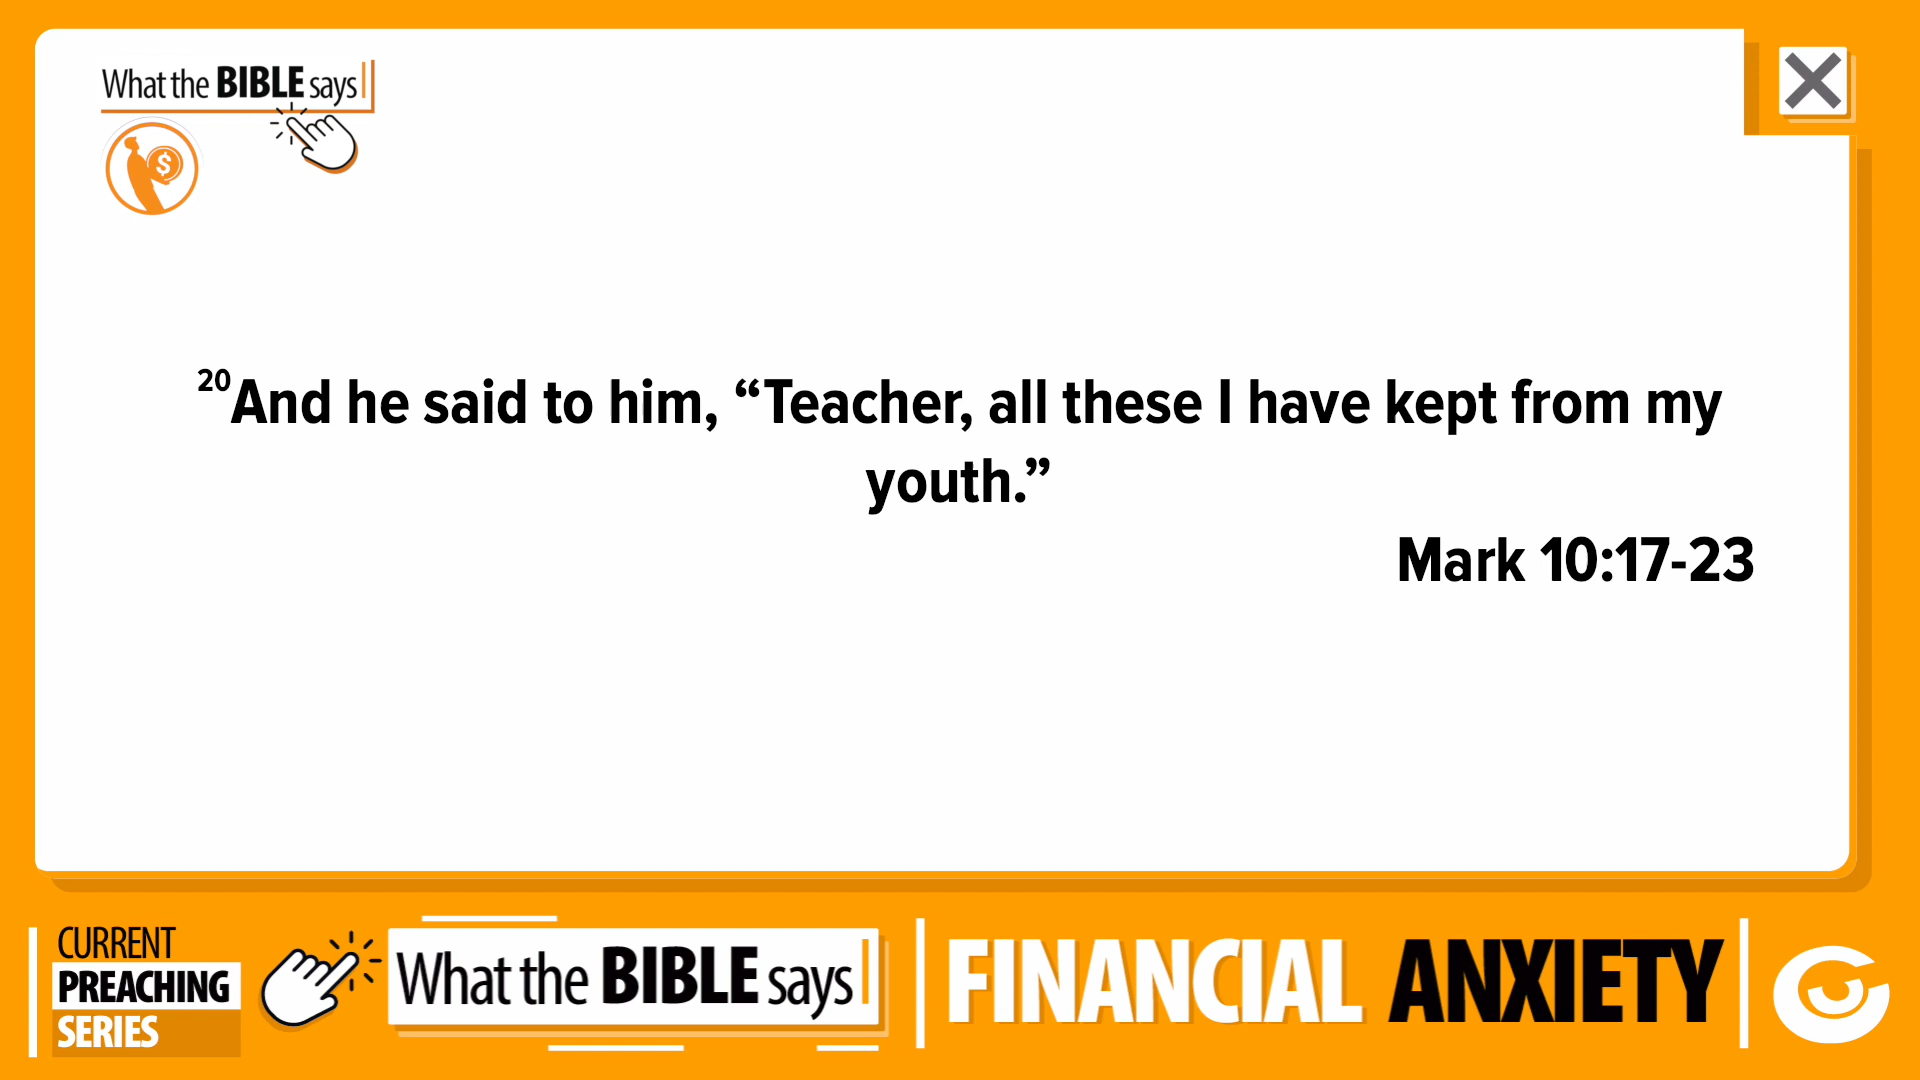 What the BIBLE says
$
20And he said to him, “Teacher, all these I have kept from my
youth.”
Mark 10:17-23
CURRENT
PREACHING
SERIES
What the BIBLE says
FINANCIAL ANXIETY